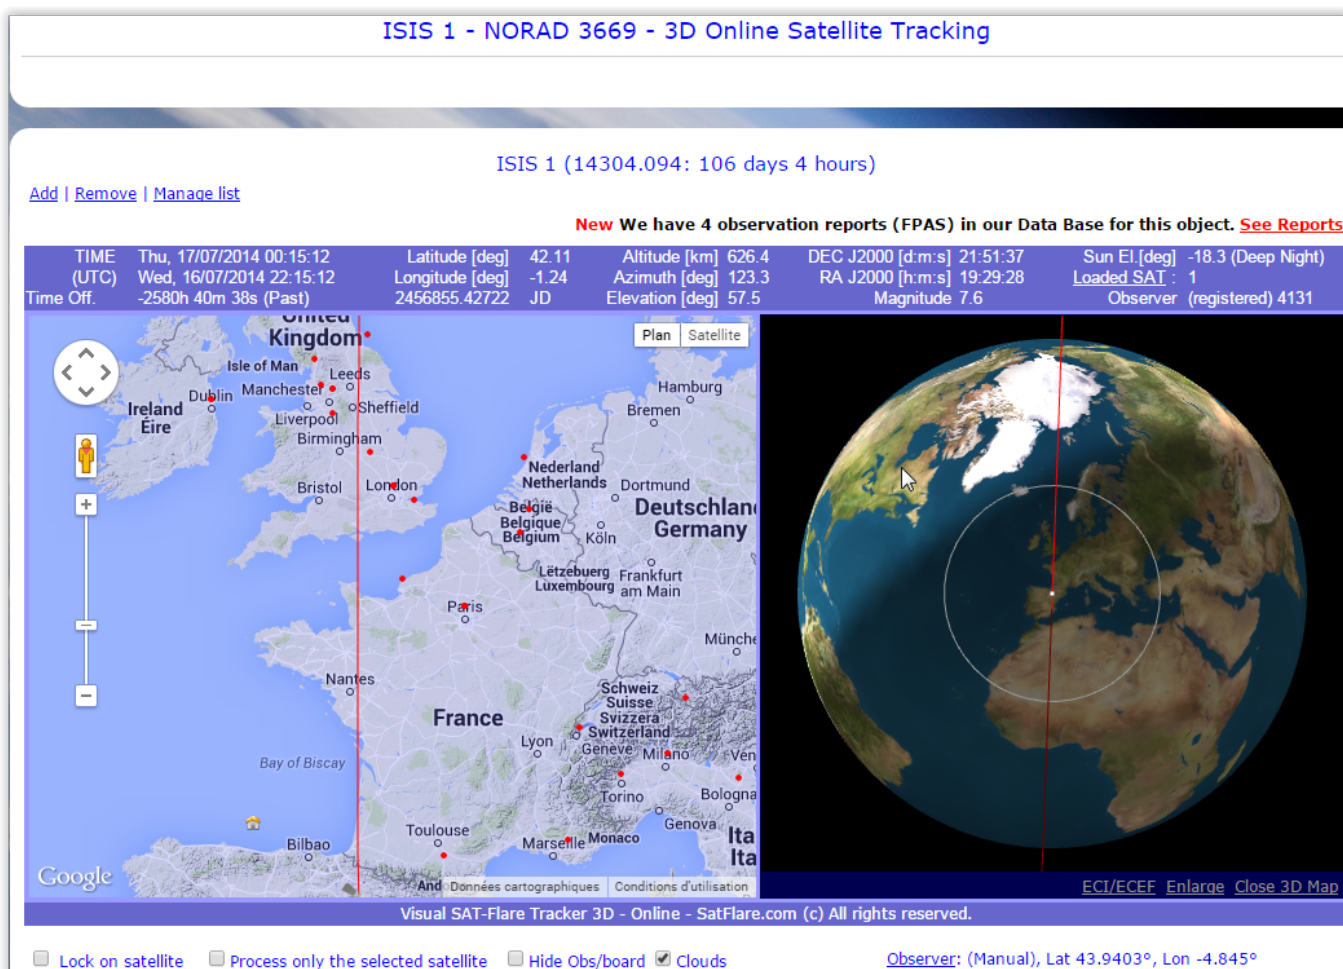 ISIS 1 - NORAD 3669 - 3D Online Satellite Tracking
ISIS 1 (14304.094: 106 days 4 hours)
Add | Remove | Manage list
New We have 4 observation reports (FPAS) in our Data Base for this object. See Reports
TIME Thu, 17/07/2014 00:15:12 Latitude [deg] 42.11 Altitude [km] 626.4 DEC J2000 [d:m:s] 21:51:37 Sun El.[deg] -18.3 (Deep Night)
(UTC) Wed, 16/07/2014 22:15:12 Longitude [deg] -1.24 Azimuth [deg] 123.3 RA J2000 [h:m:s] 19:29:28 Loaded SAT : 1
Time Off. -2580h 40m 38s (Past) 2456855.42722 JD Elevation [deg] 57.5 Magnitude 7.6 Observer (registered) 4131
United
Kingdom
Plan Satellite
Isle of Man
Leeds
Hamburg
Dublin
Manchester
Ireland
Éire
Liverpool
Sheffield
Bremen
Birmingham
Nederland
Netherlands
Bristol
London
Dortmund
België
Belgique
Belgium
Deutschlan
Germany
Köln
Lëtzebuerg
Luxembourg
Frankfurt
am Main
Paris
Münche
Nantes
Schweiz
Suisse
Svizzera
Switzerland
France
Lyon
Geneve
Milano
Ven
Bay of Biscay
Torino
Bologna
Genova
Toulouse
Bilbao
Marseille
Monaco
Ita
Ita
Google
And
Données cartographiques
Conditions d'utilisation
ECI/ECEF Enlarge Close 3D Map
Visual SAT-Flare Tracker 3D - Online - SatFlare.com (c) All rights reserved.
Lock on satellite Process only the selected satellite Hide Obs/board Clouds
Observer: (Manual), Lat 43.9403°, Lon -4.845°